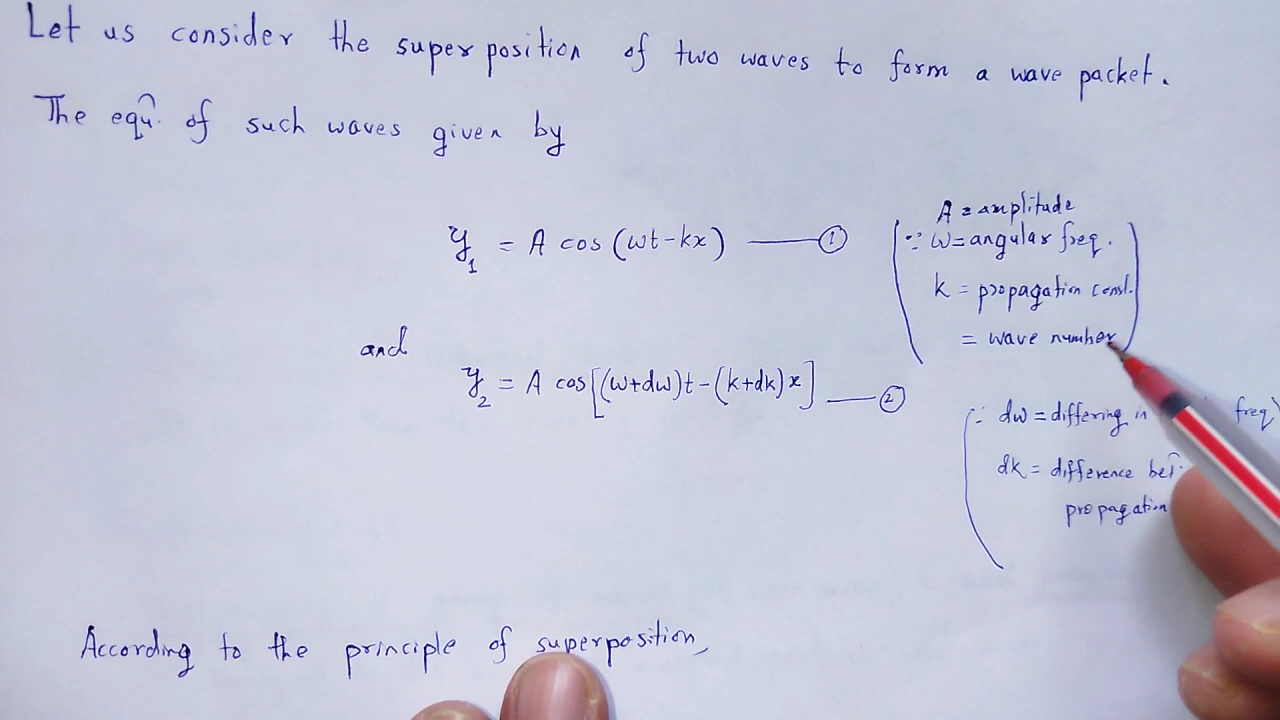 Let us consider the superposition of two waves to form a wave packet.
The eqn. of such waves given by
y₁ = A cos (ωt - kx) ——— ①
A = amplitude
∵ ω = angular freq.
k = propagation const.
= wave number
and
y₂ = A cos[(ω+dω)t - (k+dk)x] —— ②
∵ dω = differing in freq
dk = difference bet.
propagation
According to the principle of superposition,